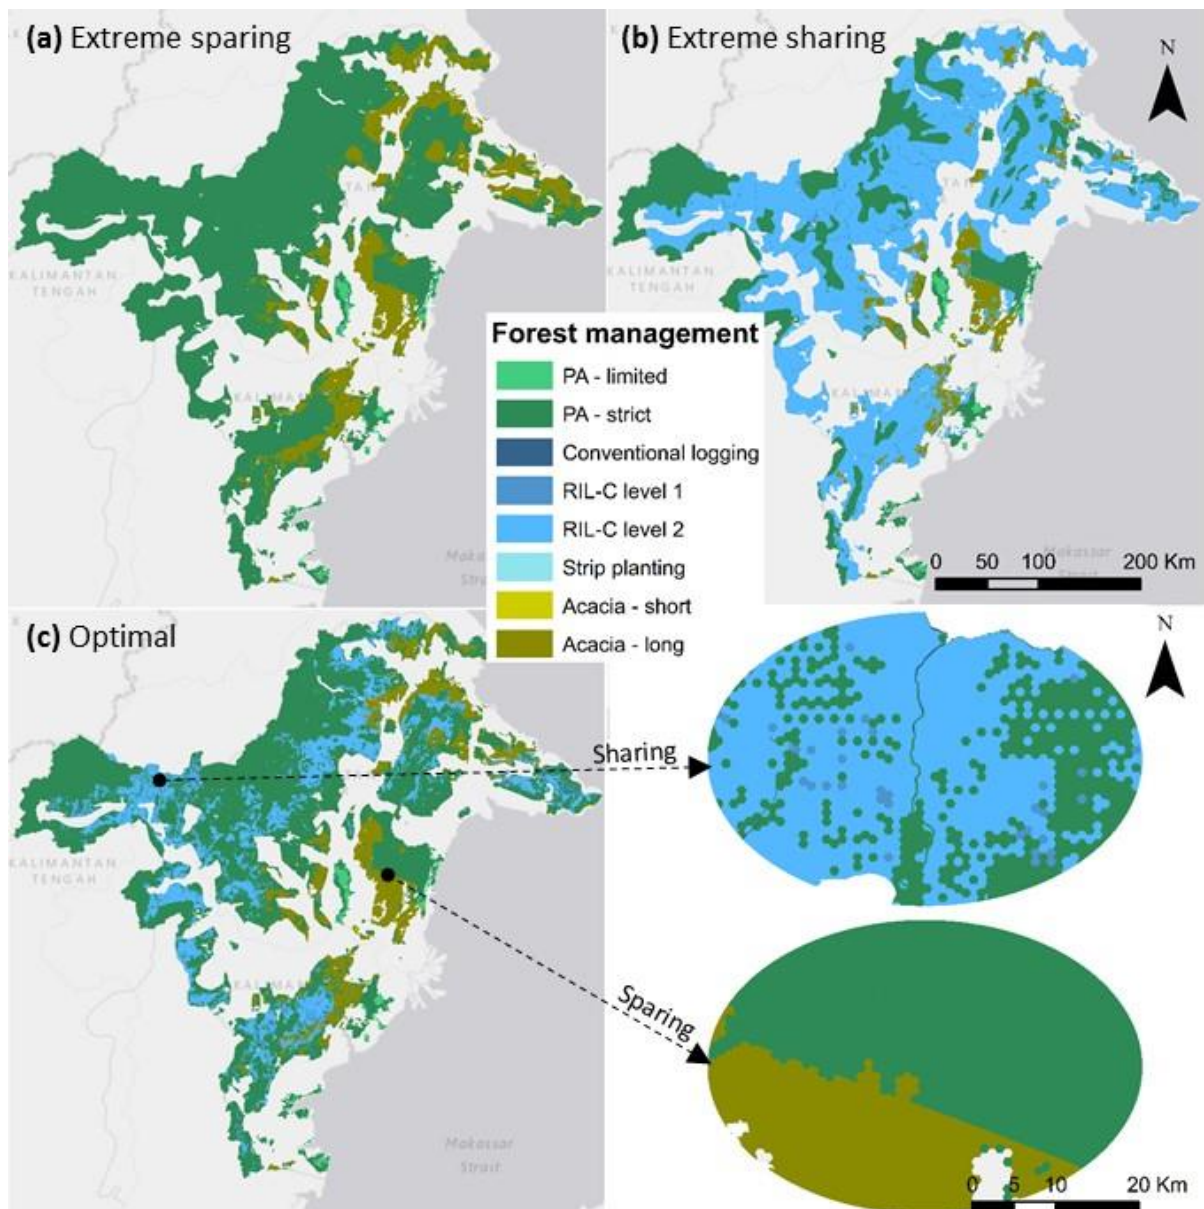 (a) Extreme sparing
(b) Extreme sharing
N
KALIMANTAN
TENGAH
Forest management
PA - limited
PA - strict
Conventional logging
RIL-C level 1
RIL-C level 2
Strip planting
Acacia - short
Acacia - long
0 50 100 200 Km
(c) Optimal
N
Sharing
KALIMANTAN
TENGAH
Sparing
Makassar
Strait
0 5 10 20 Km